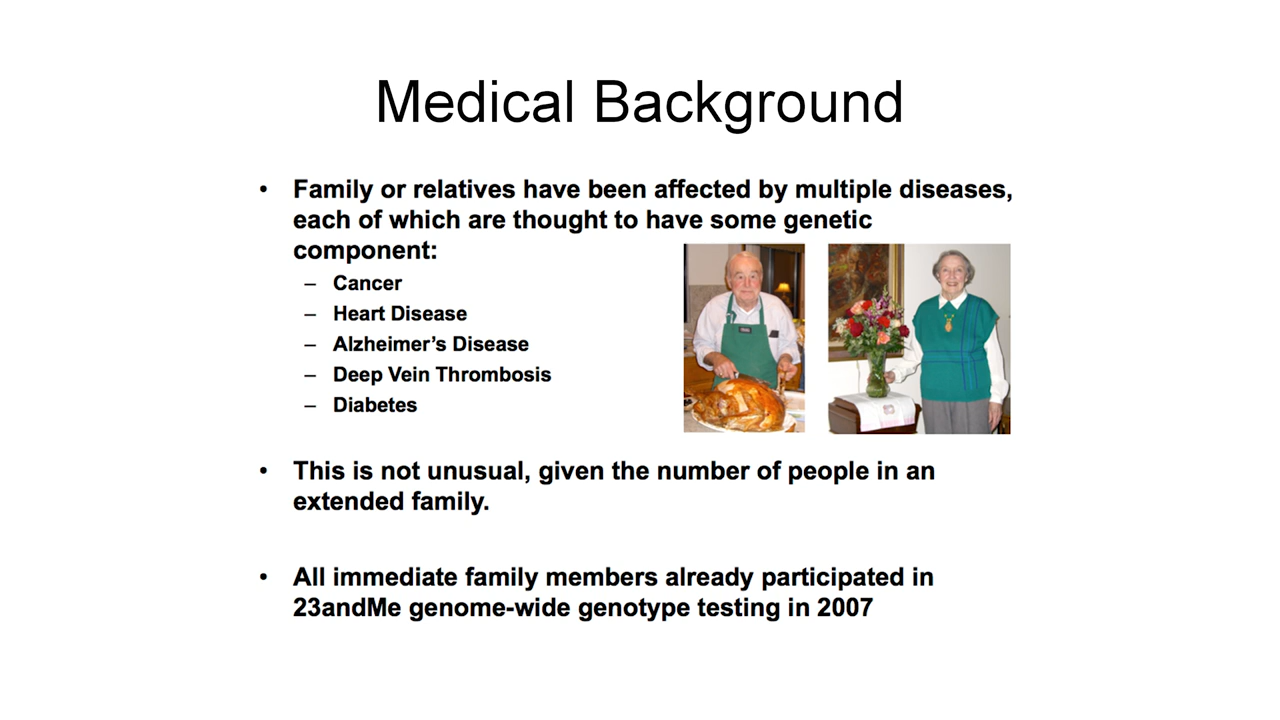 Medical Background
• Family or relatives have been affected by multiple diseases,
each of which are thought to have some genetic
component:
– Cancer
– Heart Disease
– Alzheimer’s Disease
– Deep Vein Thrombosis
– Diabetes
• This is not unusual, given the number of people in an
extended family.
• All immediate family members already participated in
23andMe genome-wide genotype testing in 2007